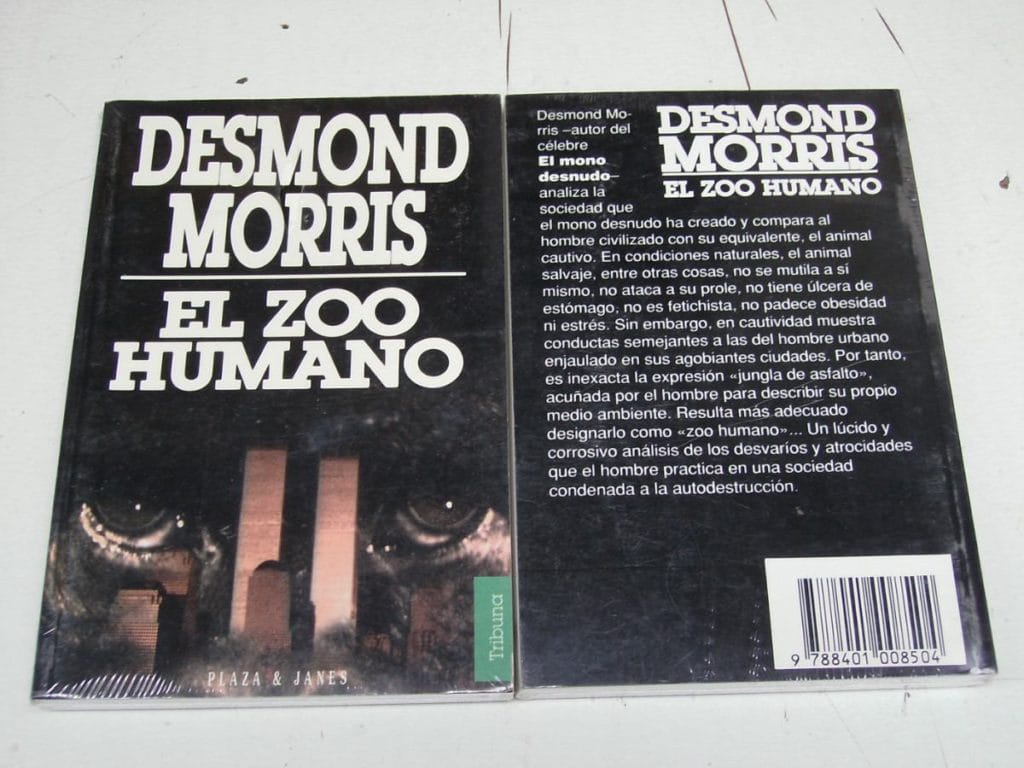 DESMOND
MORRIS
EL ZOO
HUMANO
Tribuna
PLAZA & JANES
Desmond Mo-
rris –autor del
célebre
El mono
desnudo–
analiza la
sociedad que
DESMOND
MORRIS
EL ZOO HUMANO
el mono desnudo ha creado y compara al
hombre civilizado con su equivalente, el animal
cautivo. En condiciones naturales, el animal
salvaje, entre otras cosas, no se mutila a sí
mismo, no ataca a su prole, no tiene úlcera de
estómago, no es fetichista, no padece obesidad
ni estrés. Sin embargo, en cautividad muestra
conductas semejantes a las del hombre urbano
enjaulado en sus agobiantes ciudades. Por tanto,
es inexacta la expresión «jungla de asfalto»,
acuñada por el hombre para describir su propio
medio ambiente. Resulta más adecuado
designarlo como «zoo humano»... Un lúcido y
corrosivo análisis de los desvaríos y atrocidades
que el hombre practica en una sociedad
condenada a la autodestrucción.
9 788401 008504